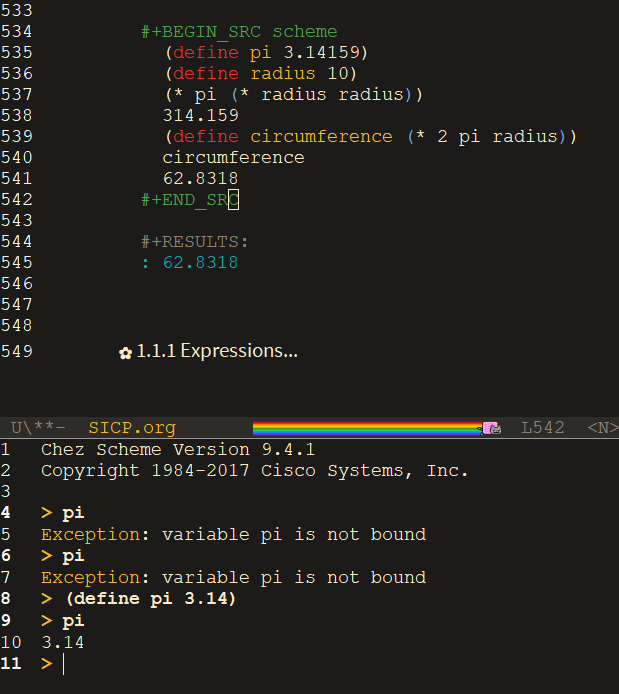 533
534 #+BEGIN_SRC scheme
535 (define pi 3.14159)
536 (define radius 10)
537 (* pi (* radius radius))
538 314.159
539 (define circumference (* 2 pi radius))
540 circumference
541 62.8318
542 #+END_SRC
543
544 #+RESULTS:
545 : 62.8318
546
547
548
549 ✿ 1.1.1 Expressions...
U\**- SICP.org L542 <N>
1 Chez Scheme Version 9.4.1
2 Copyright 1984-2017 Cisco Systems, Inc.
3
4 > pi
5 Exception: variable pi is not bound
6 > pi
7 Exception: variable pi is not bound
8 > (define pi 3.14)
9 > pi
10 3.14
11 >